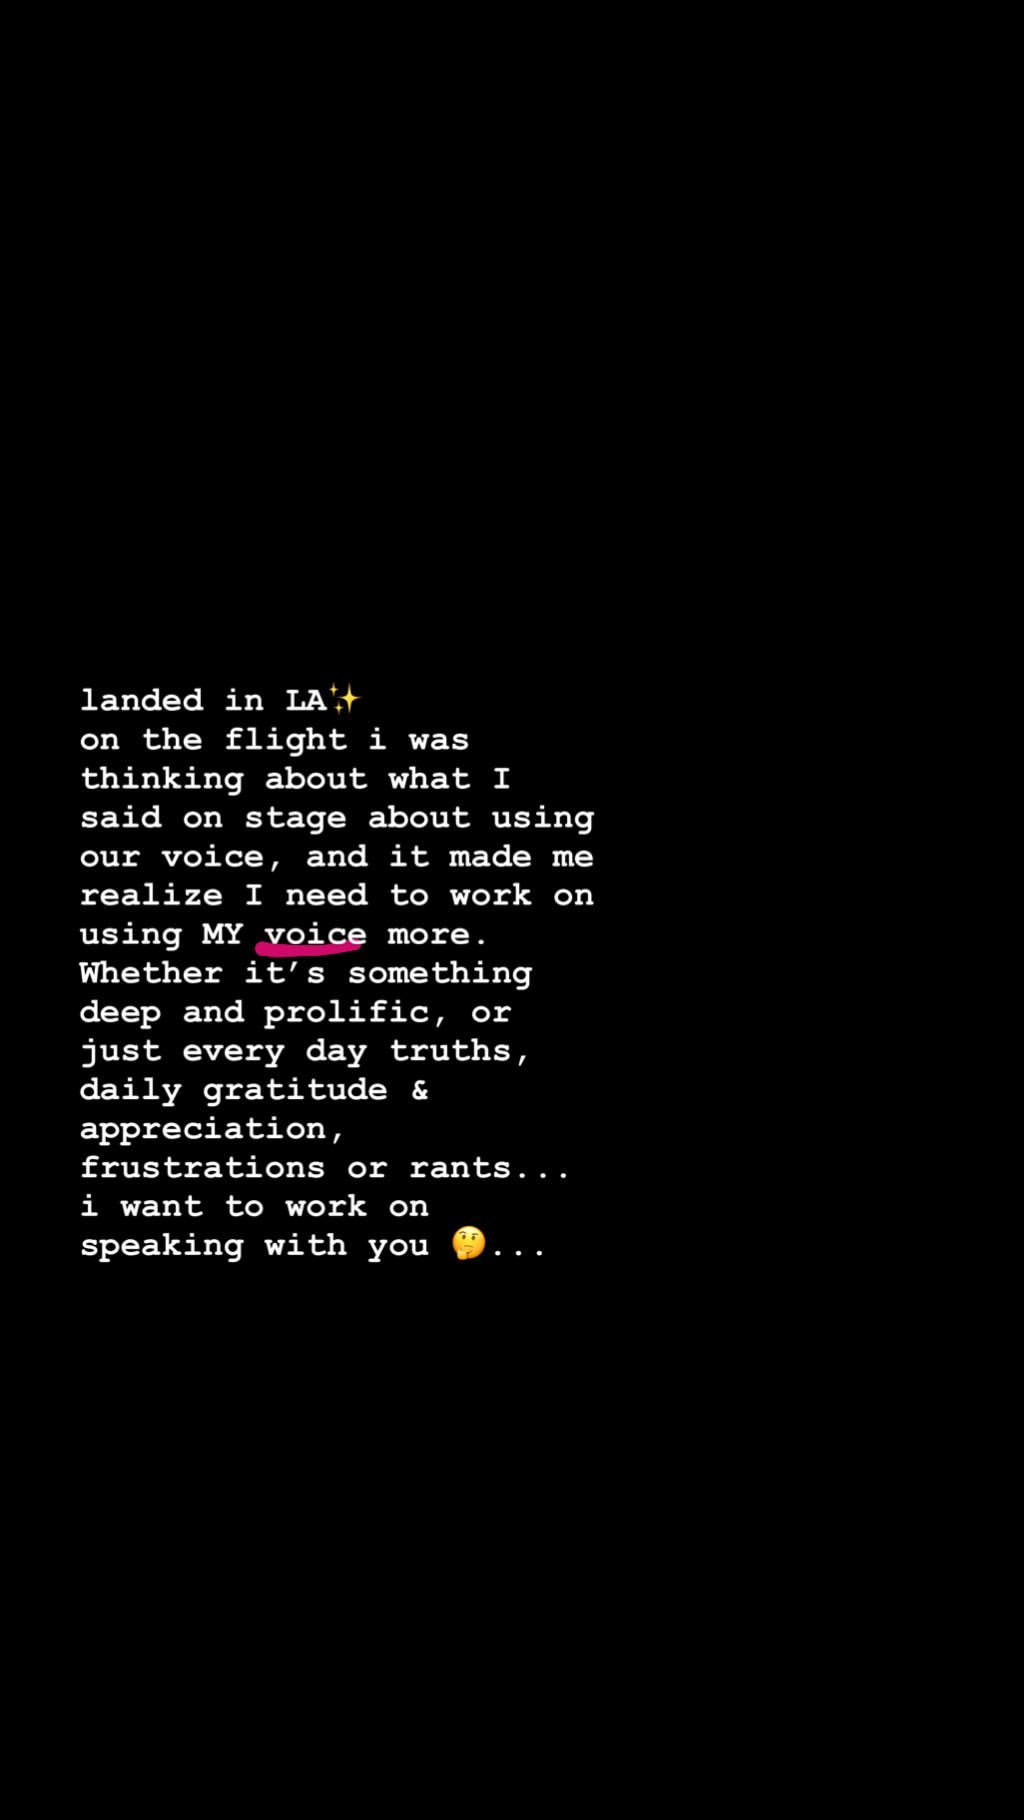 landed in LA✨
on the flight i was
thinking about what I
said on stage about using
our voice, and it made me
realize I need to work on
using MY voice more.
Whether it’s something
deep and prolific, or
just every day truths,
daily gratitude &
appreciation,
frustrations or rants...
i want to work on
speaking with you 🤔...